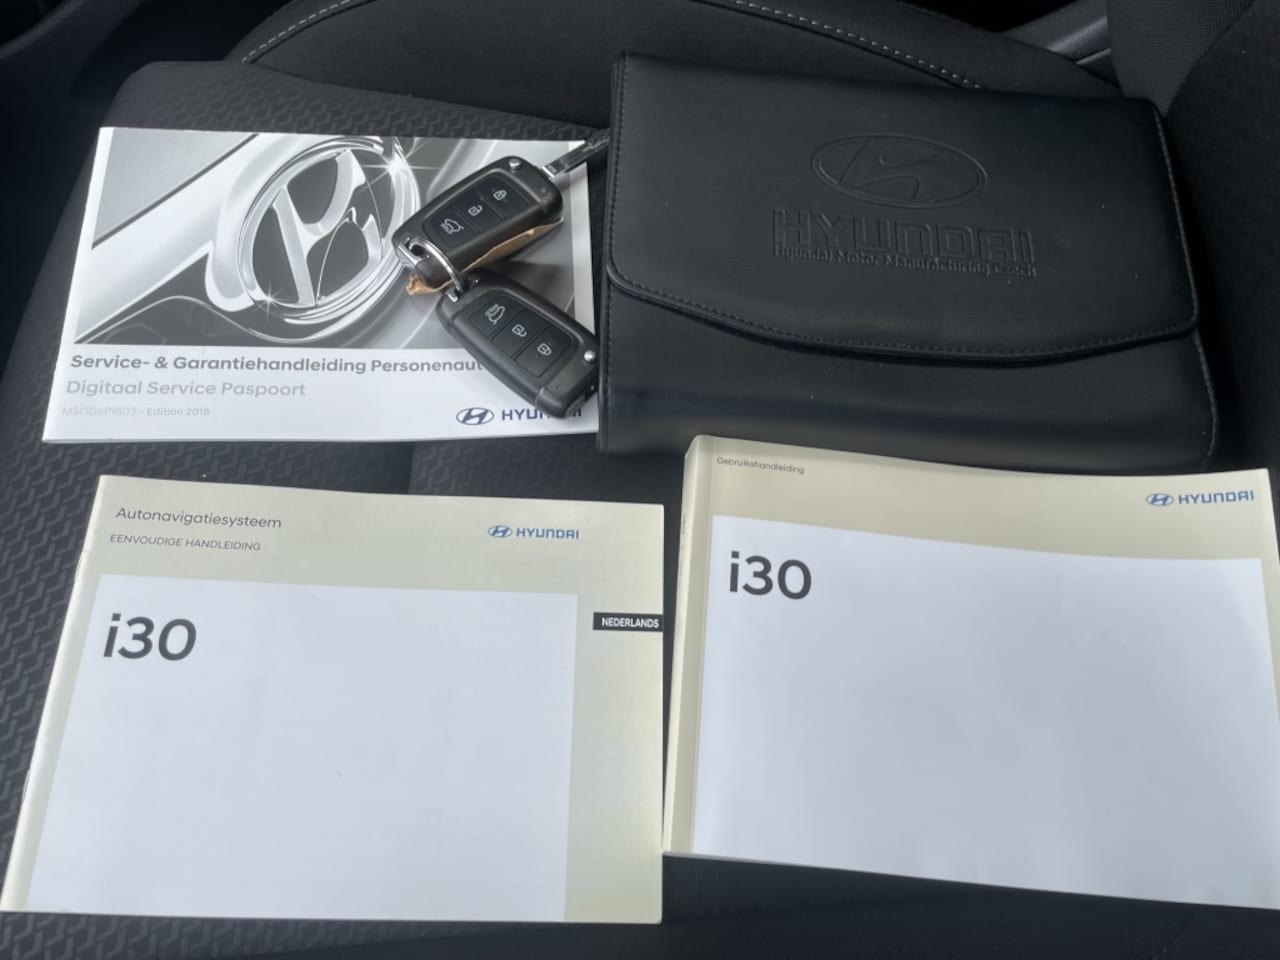 Service- & Garantiehandleiding Personenaut
Digitaal Service Paspoort
MSGDSP1803 - Edition 2018
HYUNDAI
HYUNDAI
Hyundai Motor Manufacturing Czech
Autonavigatiesysteem
EENVOUDIGE HANDLEIDING
HYUNDAI
i30
NEDERLANDS
Gebruikshandleiding
HYUNDAI
i30